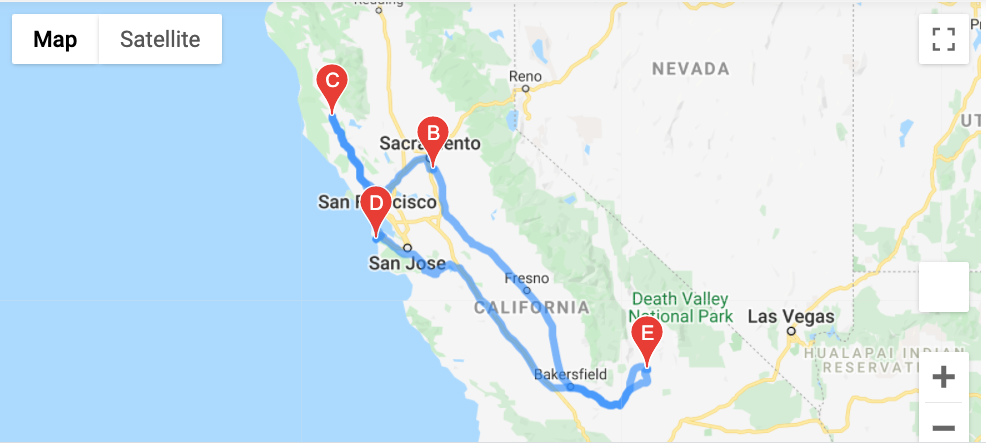 Redding
Map
Satellite
Reno
NEVADA
C
B
Sacramento
UT
D
San Francisco
San Jose
Fresno
CALIFORNIA
Death Valley
National Park
E
Las Vegas
Bakersfield
HUALAPAI INDIAN
RESERVATI
+
−